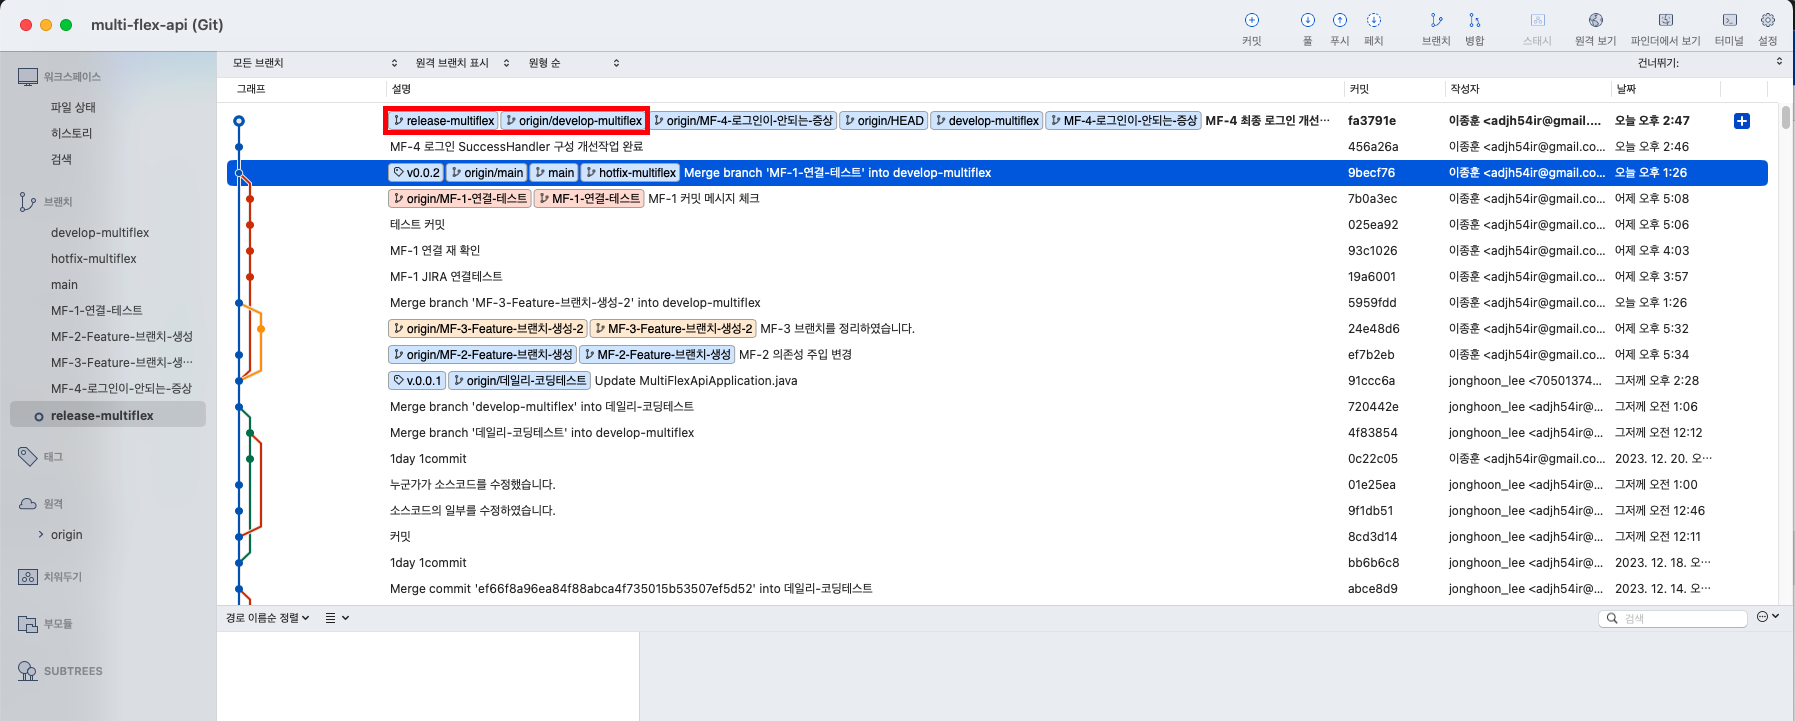 multi-flex-api (Git)
커밋 풀 푸시 페치 브랜치 병합 스태시 원격 보기 파인더에서 보기 터미널 설정
워크스페이스
파일 상태
히스토리
검색
브랜치
develop-multiflex
hotfix-multiflex
main
MF-1-연결-테스트
MF-2-Feature-브랜치-생성
MF-3-Feature-브랜치-생…
MF-4-로그인이-안되는-증상
release-multiflex
태그
원격
origin
치워두기
부모듈
SUBTREES
모든 브랜치 원격 브랜치 표시 원형 순 건너뛰기:
그래프 설명 커밋 작성자 날짜
release-multiflex origin/develop-multiflex origin/MF-4-로그인이-안되는-증상 origin/HEAD develop-multiflex MF-4-로그인이-안되는-증상 MF-4 최종 로그인 개선… fa3791e 이종훈 <adjh54ir@gmail.... 오늘 오후 2:47
MF-4 로그인 SuccessHandler 구성 개선작업 완료 456a26a 이종훈 <adjh54ir@gmail.co... 오늘 오후 2:46
v0.0.2 origin/main main hotfix-multiflex Merge branch 'MF-1-연결-테스트' into develop-multiflex 9becf76 이종훈 <adjh54ir@gmail.co... 오늘 오후 1:26
origin/MF-1-연결-테스트 MF-1-연결-테스트 MF-1 커밋 메시지 체크 7b0a3ec 이종훈 <adjh54ir@gmail.co... 어제 오후 5:08
테스트 커밋 025ea92 이종훈 <adjh54ir@gmail.co... 어제 오후 5:06
MF-1 연결 재 확인 93c1026 이종훈 <adjh54ir@gmail.co... 어제 오후 4:03
MF-1 JIRA 연결테스트 19a6001 이종훈 <adjh54ir@gmail.co... 어제 오후 3:57
Merge branch 'MF-3-Feature-브랜치-생성-2' into develop-multiflex 5959fdd 이종훈 <adjh54ir@gmail.co... 오늘 오후 1:26
origin/MF-3-Feature-브랜치-생성-2 MF-3-Feature-브랜치-생성-2 MF-3 브랜치를 정리하였습니다. 24e48d6 이종훈 <adjh54ir@gmail.co... 어제 오후 5:32
origin/MF-2-Feature-브랜치-생성 MF-2-Feature-브랜치-생성 MF-2 의존성 주입 변경 ef7b2eb 이종훈 <adjh54ir@gmail.co... 어제 오후 5:34
v.0.0.1 origin/데일리-코딩테스트 Update MultiFlexApiApplication.java 91ccc6a jonghoon_lee <70501374... 그저께 오후 2:28
Merge branch 'develop-multiflex' into 데일리-코딩테스트 720442e jonghoon_lee <adjh54ir@... 그저께 오전 1:06
Merge branch '데일리-코딩테스트' into develop-multiflex 4f83854 jonghoon_lee <adjh54ir@... 그저께 오전 12:12
1day 1commit 0c22c05 이종훈 <adjh54ir@gmail.co... 2023. 12. 20. 오…
누군가가 소스코드를 수정했습니다. 01e25ea jonghoon_lee <adjh54ir@... 그저께 오전 1:00
소스코드의 일부를 수정하였습니다. 9f1db51 jonghoon_lee <adjh54ir@... 그저께 오전 12:46
커밋 8cd3d14 jonghoon_lee <adjh54ir@... 그저께 오전 12:11
1day 1commit bb6b6c8 jonghoon_lee <adjh54ir@... 2023. 12. 18. 오…
Merge commit 'ef66f8a96ea84f88abca4f735015b53507ef5d52' into 데일리-코딩테스트 abce8d9 jonghoon_lee <adjh54ir@... 2023. 12. 14. 오…
경로 이름순 정렬 검색